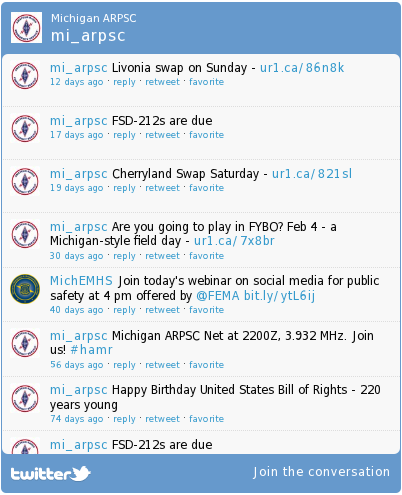 Michigan ARPSC
mi_arpsc
mi_arpsc Livonia swap on Sunday - ur1.ca/86n8k
12 days ago · reply · retweet · favorite
mi_arpsc FSD-212s are due
17 days ago · reply · retweet · favorite
mi_arpsc Cherryland Swap Saturday - ur1.ca/821sl
19 days ago · reply · retweet · favorite
mi_arpsc Are you going to play in FYBO? Feb 4 - a
Michigan-style field day - ur1.ca/7x8br
30 days ago · reply · retweet · favorite
MichEMHS Join today's webinar on social media for public
safety at 4 pm offered by @FEMA bit.ly/ytL6ij
40 days ago · reply · retweet · favorite
mi_arpsc Michigan ARPSC Net at 2200Z, 3.932 MHz. Join
us! #hamr
56 days ago · reply · retweet · favorite
mi_arpsc Happy Birthday United States Bill of Rights - 220
years young
74 days ago · reply · retweet · favorite
mi_arpsc FSD-212s are due
twitter
Join the conversation